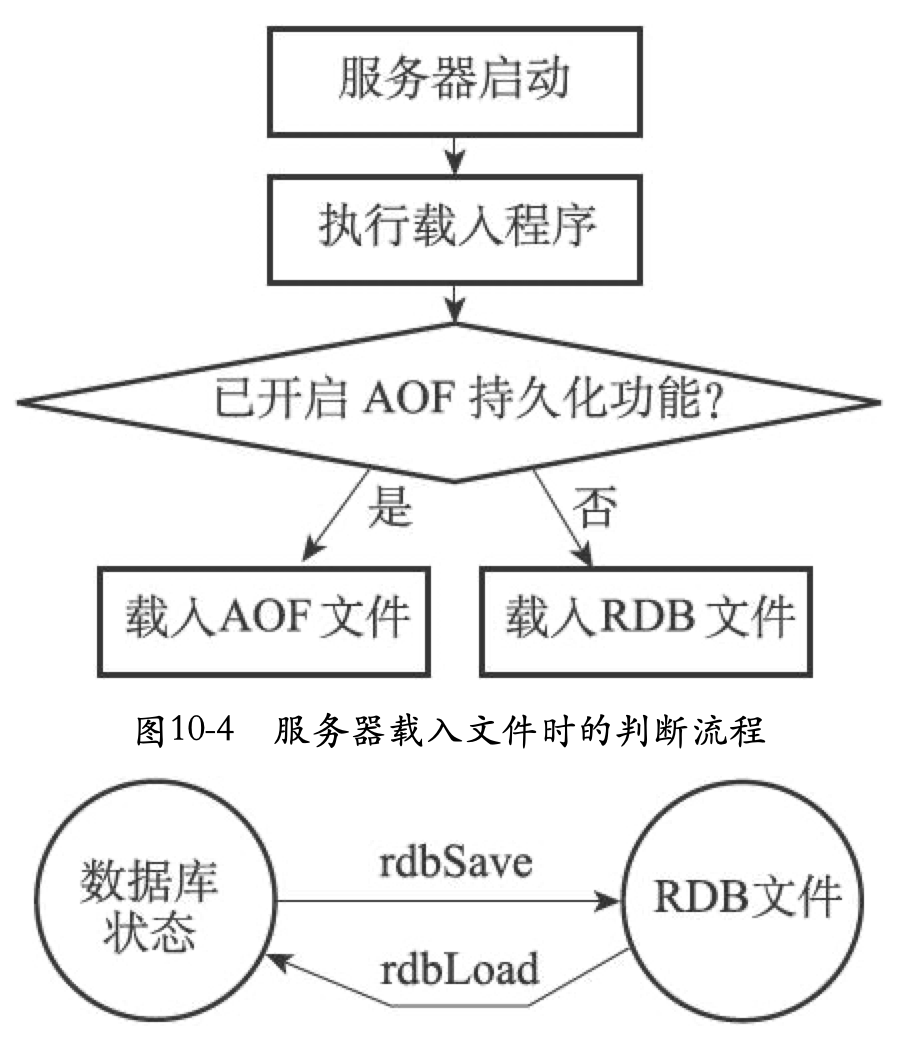 服务器启动
执行载入程序
已开启 AOF 持久化功能?
是
否
载入AOF 文件
载入RDB 文件
图10-4 服务器载入文件时的判断流程
rdbSave
数据库
状态
RDB文件
rdbLoad